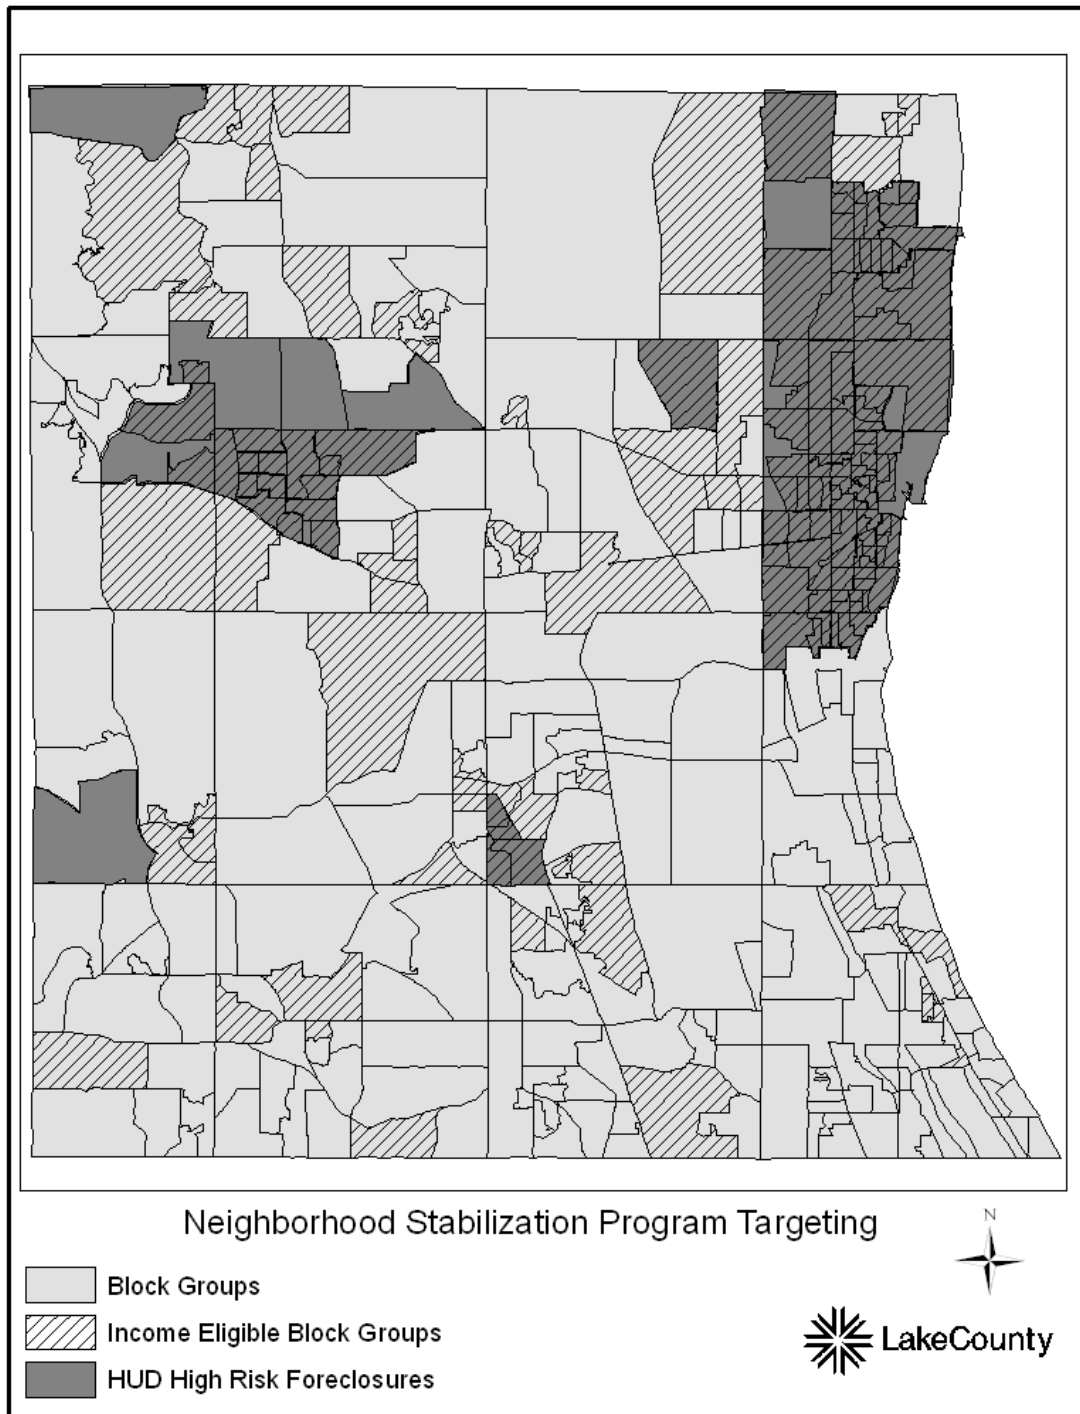 Neighborhood Stabilization Program Targeting
N
Block Groups
Income Eligible Block Groups
LakeCounty
HUD High Risk Foreclosures